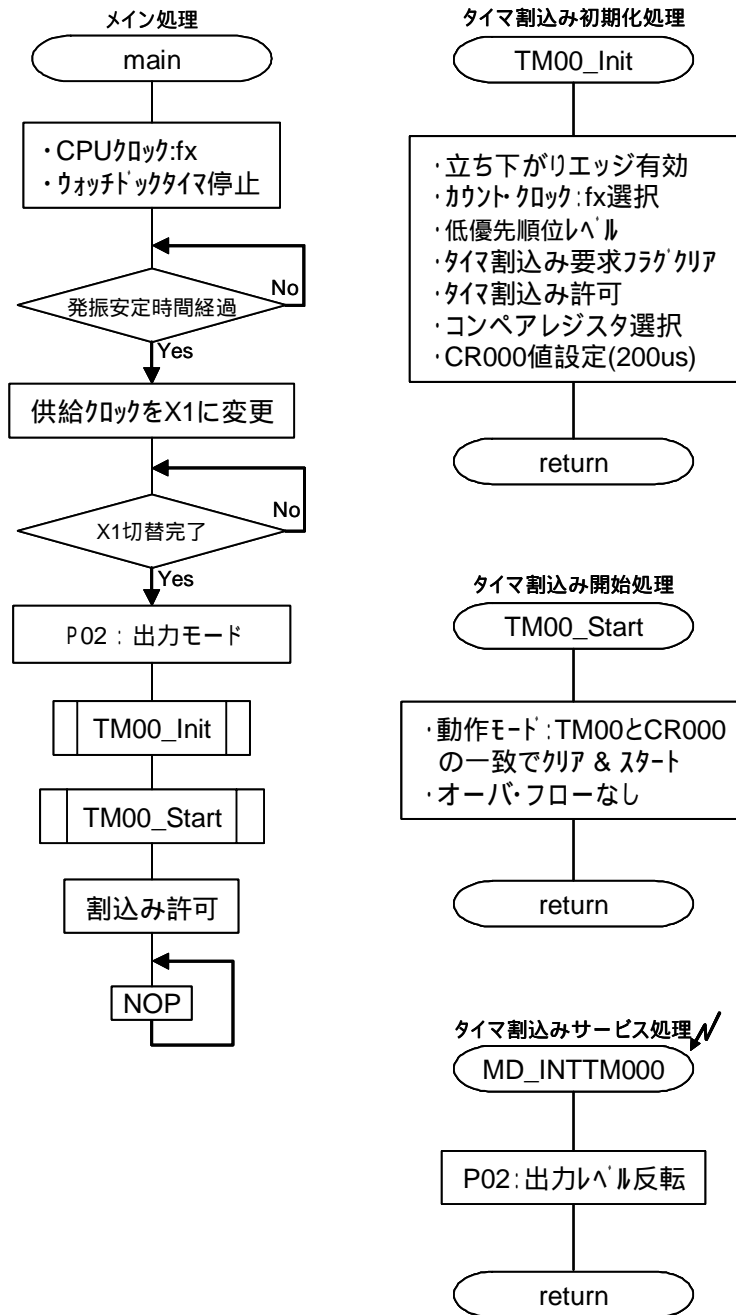 メイン処理
main
・CPUｸﾛｯｸ:fx
・ｳｫｯﾁﾄﾞｯｸﾀｲﾏ停止
発振安定時間経過
No
Yes
供給ｸﾛｯｸをX1に変更
X1切替完了
No
Yes
P02：出力モード
TM00_Init
TM00_Start
割込み許可
NOP
タイマ割込み初期化処理
TM00_Init
・立ち下がりエッジ有効
・ｶｳﾝﾄ・ｸﾛｯｸ:fx選択
・低優先順位ﾚﾍﾞﾙ
・ﾀｲﾏ割込み要求ﾌﾗｸﾞｸﾘｱ
・タイマ割込み許可
・コンペアレジスタ選択
・CR000値設定(200us)
return
タイマ割込み開始処理
TM00_Start
・動作ﾓｰﾄﾞ:TM00とCR000
の一致でｸﾘｱ & ｽﾀｰﾄ
・オーバ・フローなし
return
タイマ割込みサービス処理
MD_INTTM000
P02:出力ﾚﾍﾞﾙ反転
return